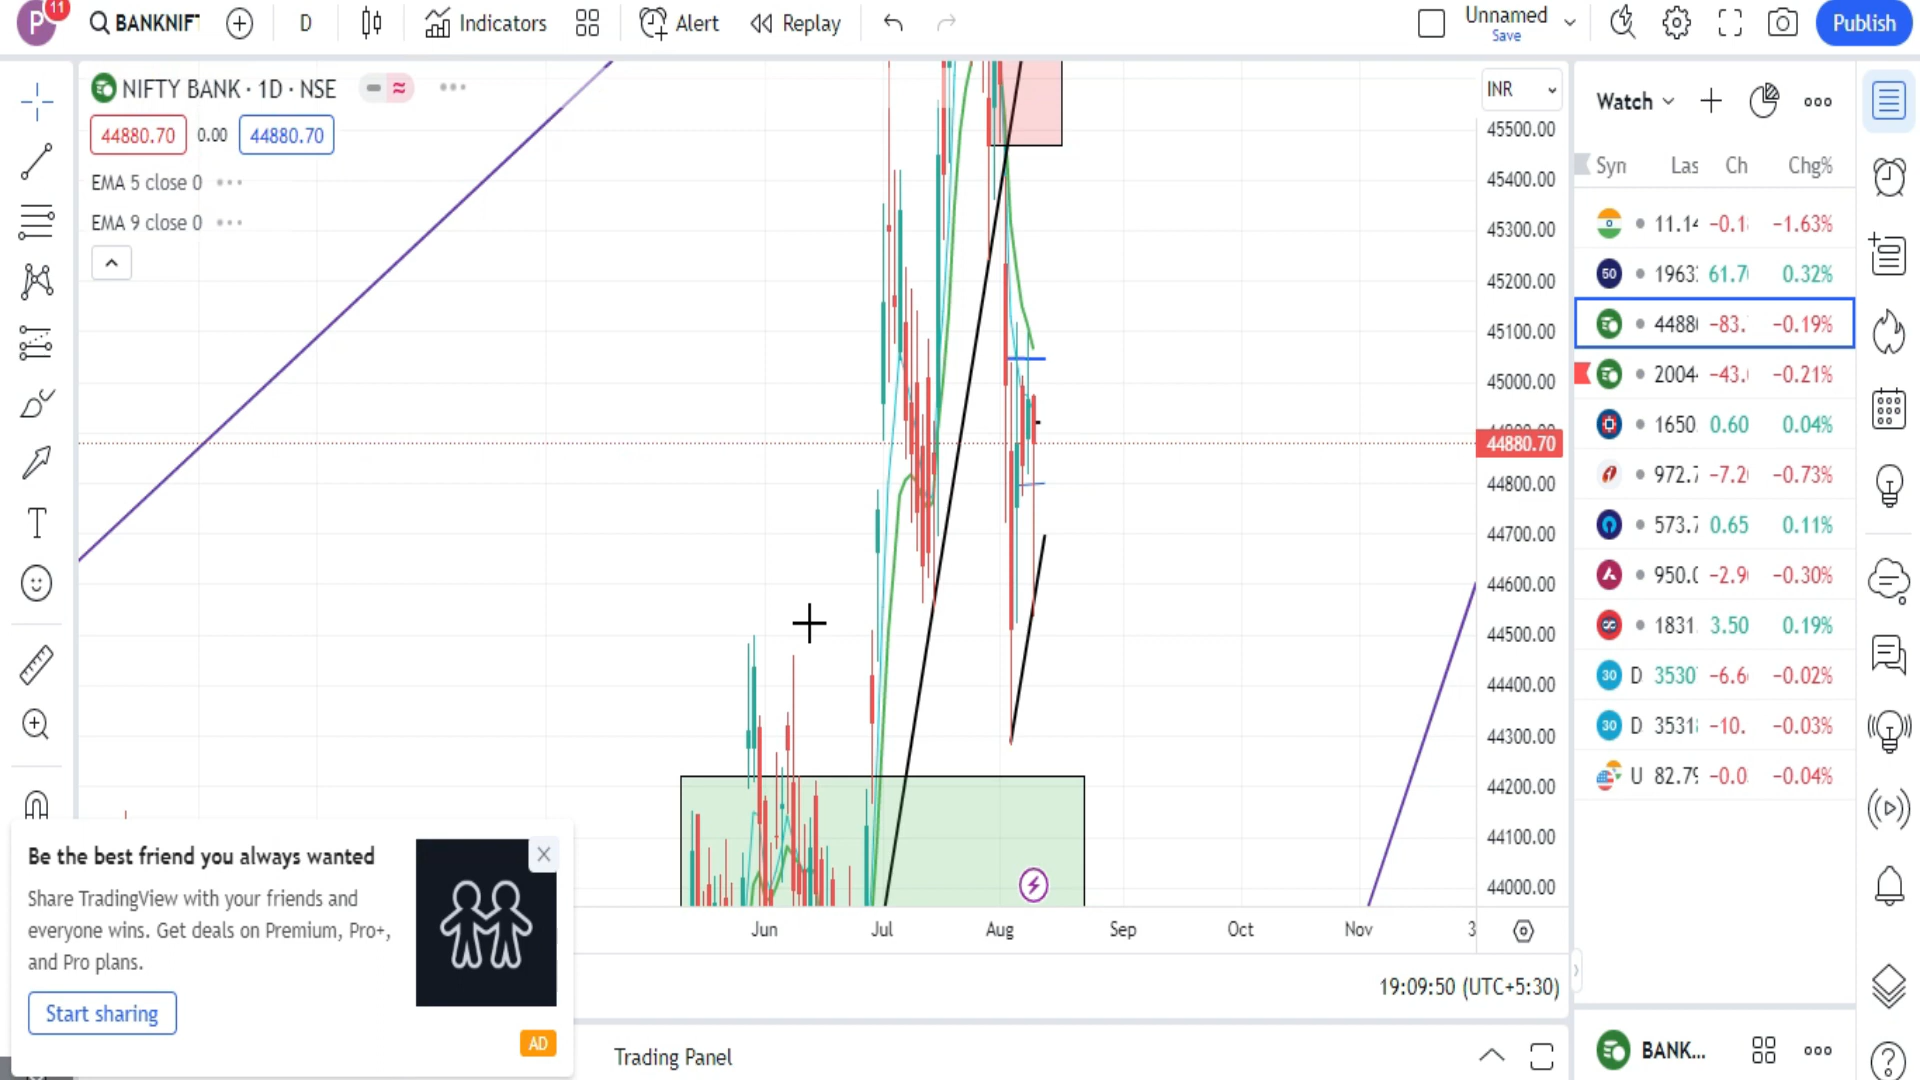 P
11
BANKNIF
D
Indicators
Alert
Replay
Unnamed
Save
Publish
NIFTY BANK · 1D · NSE
44880.70 0.00 44880.70
EMA 5 close 0
EMA 9 close 0
INR
45500.00
45400.00
45300.00
45200.00
45100.00
45000.00
44880.70
44800.00
44700.00
44600.00
44500.00
44400.00
44300.00
44200.00
44100.00
44000.00
Jun Jul Aug Sep Oct Nov 3
19:09:50 (UTC+5:30)
Trading Panel
Watch
Syn Las Ch Chg%
11.14 -0.1 -1.63%
50 1963 61.7 0.32%
4488 -83. -0.19%
2004 -43. -0.21%
1650 0.60 0.04%
972.7 -7.2 -0.73%
573.7 0.65 0.11%
950.0 -2.9 -0.30%
1831. 3.50 0.19%
30 D 3530 -6.6 -0.02%
30 D 3531 -10. -0.03%
U 82.79 -0.0 -0.04%
BANK...
Be the best friend you always wanted
Share TradingView with your friends and
everyone wins. Get deals on Premium, Pro+,
and Pro plans.
Start sharing
AD